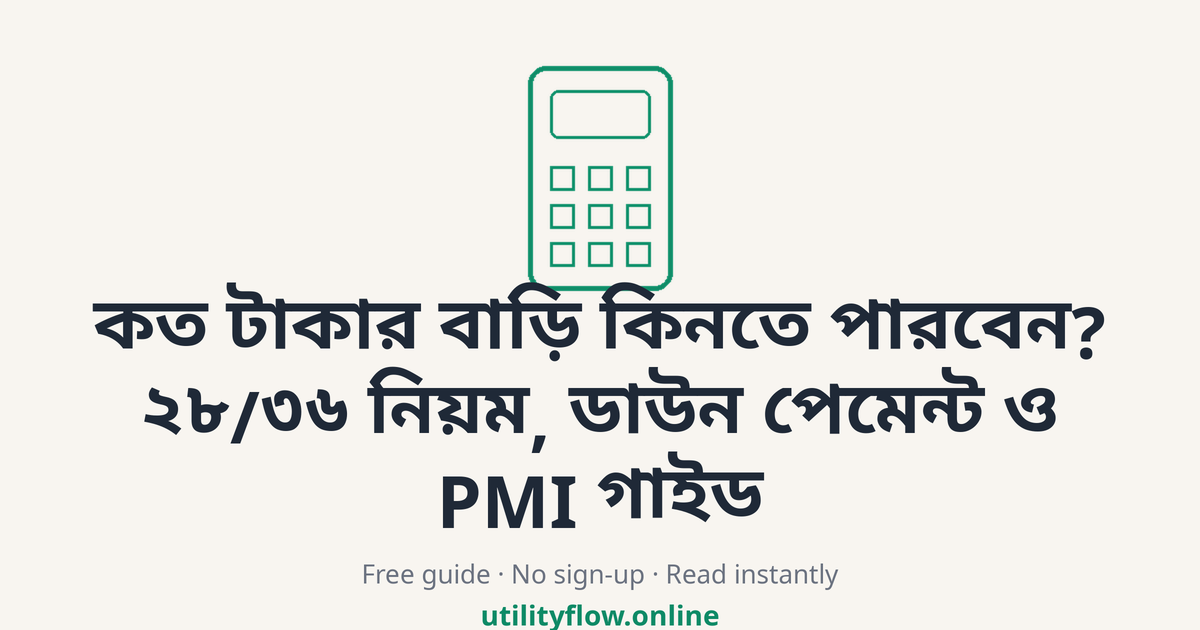 কত টাকার বাড়ি কিনতে পারবেন?
২৮/৩৬ নিয়ম, ডাউন পেমেন্ট ও
PMI গাইড
Free guide · No sign-up · Read instantly
utilityflow.online